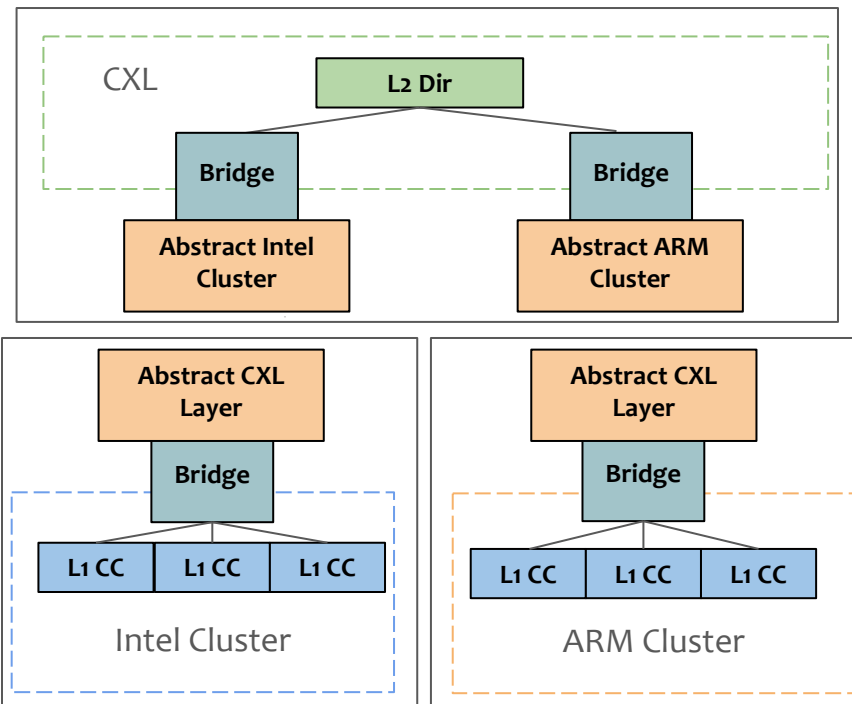 CXL
L2 Dir
Bridge
Bridge
Abstract Intel
Cluster
Abstract ARM
Cluster
Abstract CXL
Layer
Bridge
L1 CC
L1 CC
L1 CC
Intel Cluster
Abstract CXL
Layer
Bridge
L1 CC
L1 CC
L1 CC
ARM Cluster